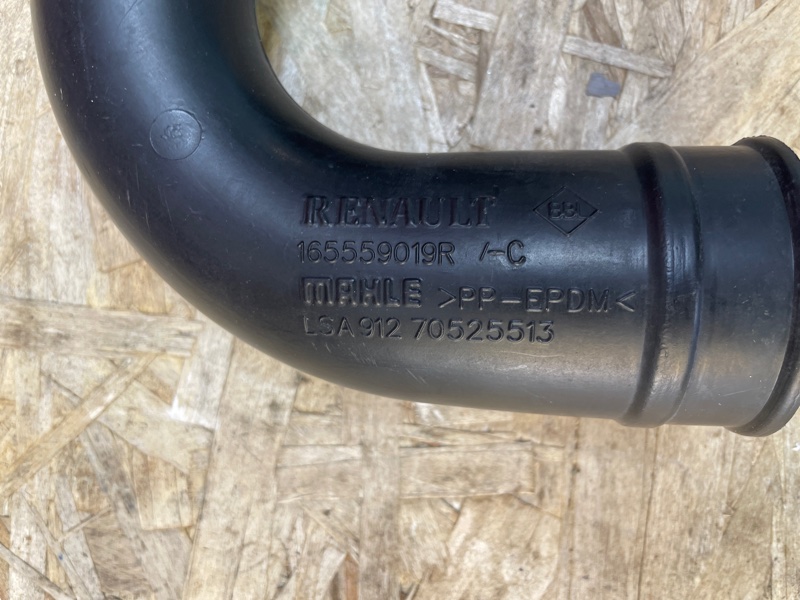 RENAULT
165559019R /-C
MAHLE >PP-EPDM<
LSA 912 70525513